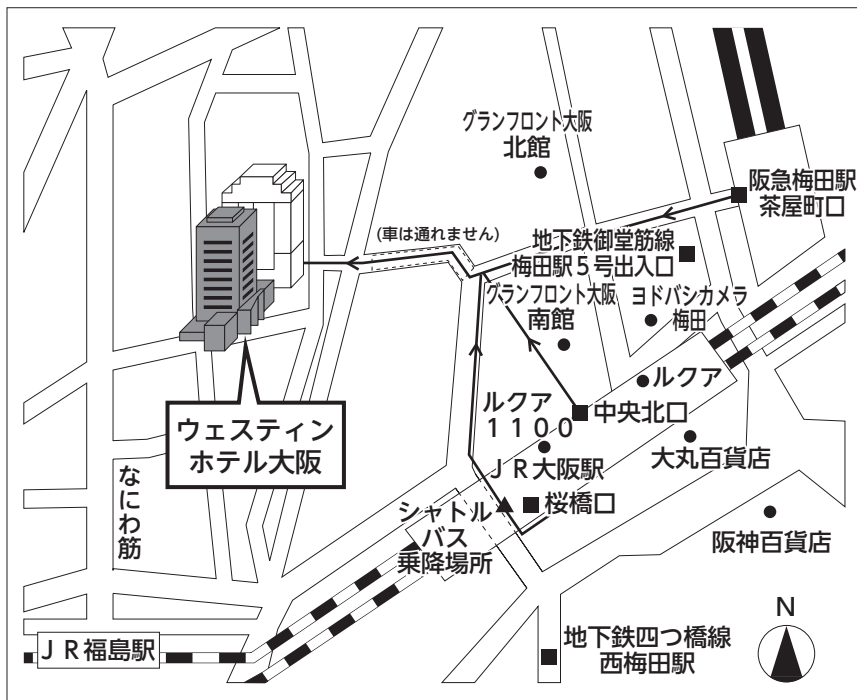 グランフロント大阪
北館
阪急梅田駅
茶屋町口
(車は通れません)
地下鉄御堂筋線
梅田駅5号出入口
グランフロント大阪
南館
ヨドバシカメラ
梅田
ルクア
ルクア
1100
中央北口
ウェスティン
ホテル大阪
大丸百貨店
JR大阪駅
なにわ筋
シャトル
バス
乗降場所
桜橋口
阪神百貨店
N
JR福島駅
地下鉄四つ橋線
西梅田駅